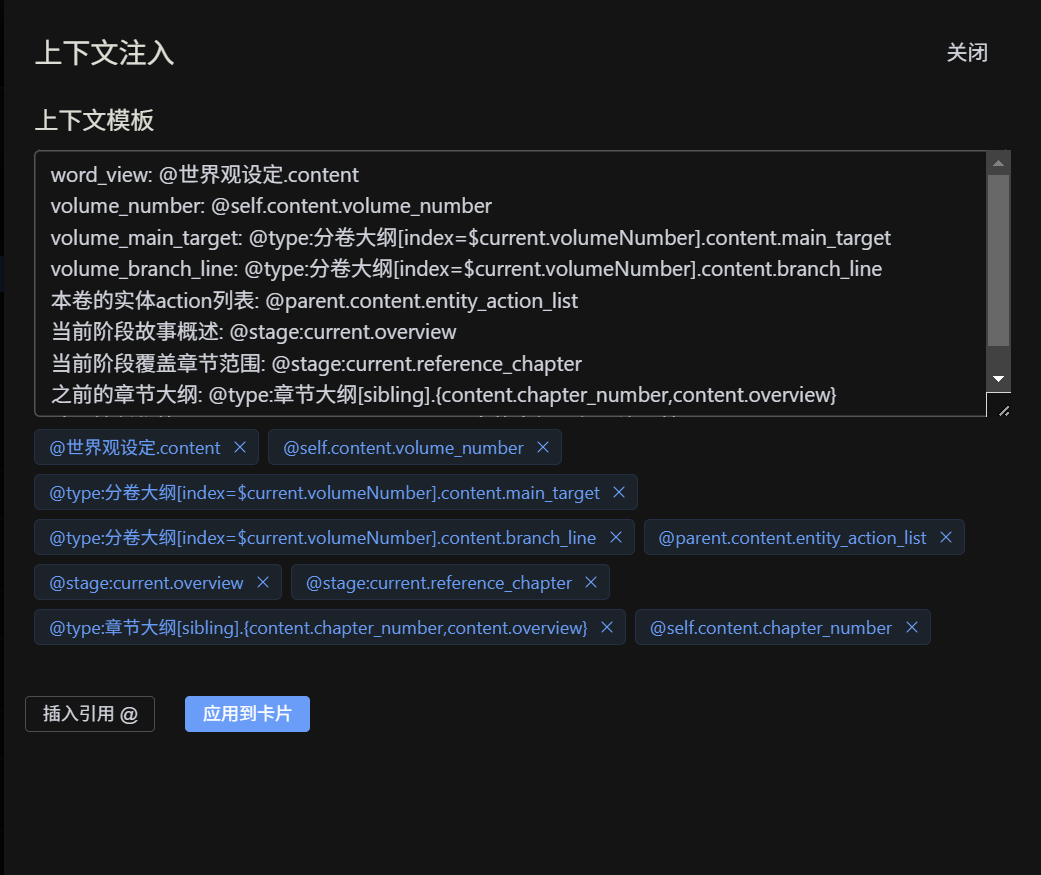 上下文注入
关闭
上下文模板
word_view: @世界观设定.content
volume_number: @self.content.volume_number
volume_main_target: @type:分卷大纲[index=$current.volumeNumber].content.main_target
volume_branch_line: @type:分卷大纲[index=$current.volumeNumber].content.branch_line
本卷的实体action列表: @parent.content.entity_action_list
当前阶段故事概述: @stage:current.overview
当前阶段覆盖章节范围: @stage:current.reference_chapter
之前的章节大纲: @type:章节大纲[sibling].{content.chapter_number,content.overview}
@世界观设定.content ×
@self.content.volume_number ×
@type:分卷大纲[index=$current.volumeNumber].content.main_target ×
@type:分卷大纲[index=$current.volumeNumber].content.branch_line ×
@parent.content.entity_action_list ×
@stage:current.overview ×
@stage:current.reference_chapter ×
@type:章节大纲[sibling].{content.chapter_number,content.overview} ×
@self.content.chapter_number ×
插入引用 @
应用到卡片